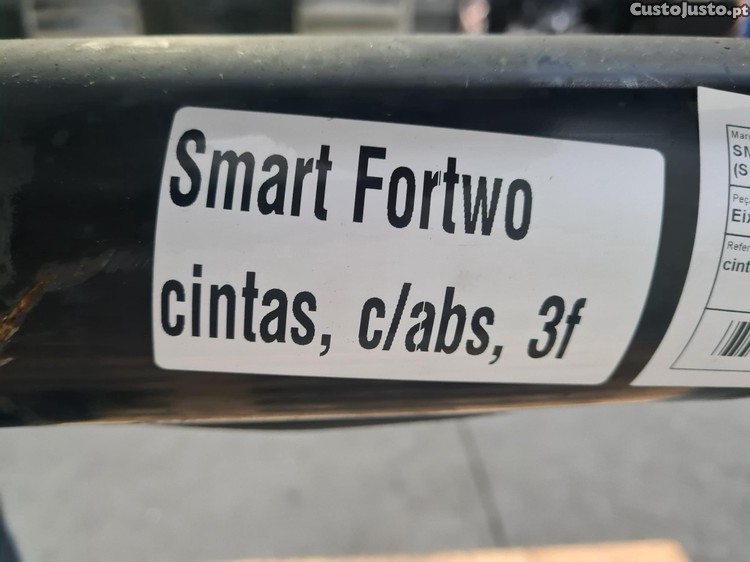 CustoJusto.pt
Smart Fortwo
cintas, c/abs, 3f
(S